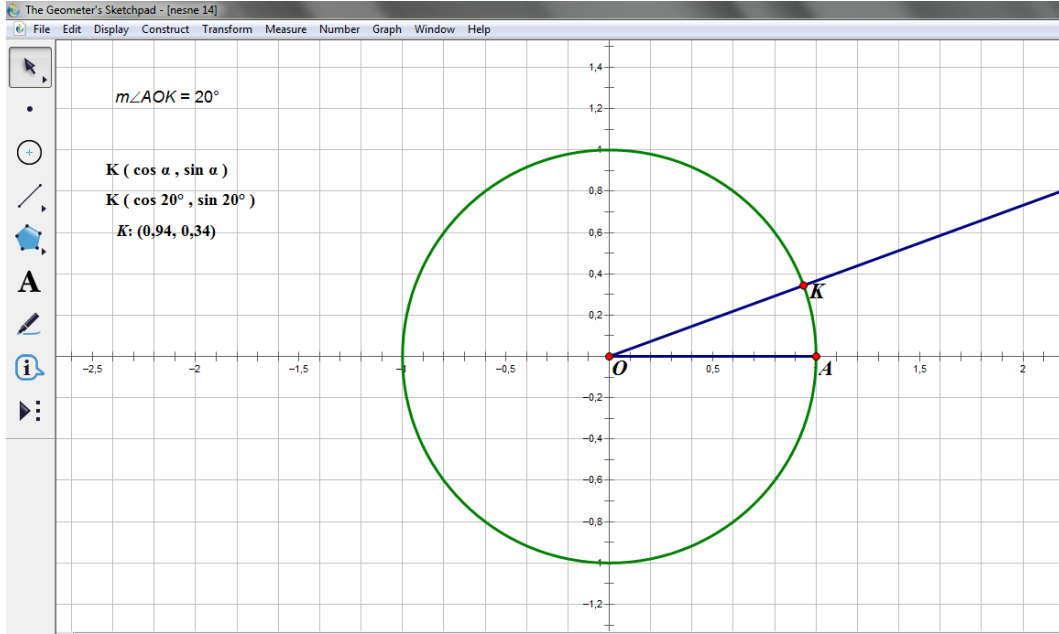 The Geometer's Sketchpad - [nesne 14]
File Edit Display Construct Transform Measure Number Graph Window Help
m∠AOK = 20°
K ( cos α , sin α )
K ( cos 20° , sin 20° )
K: (0,94, 0,34)
A
1,4
1,2
1
0,8
0,6
0,4
0,2
K
O
A
−2,5
−2
−1,5
−1
−0,5
0,5
1,5
2
−0,2
−0,4
−0,6
−0,8
−1
−1,2